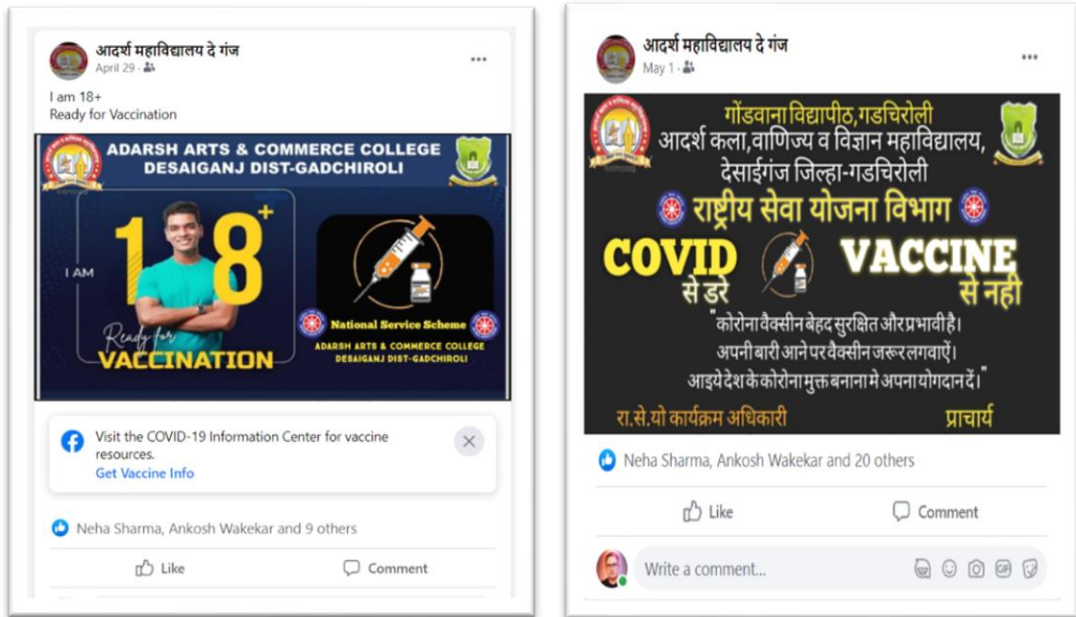 आदर्श महाविद्यालय दे गंज
April 29
I am 18+
Ready for Vaccination
ADARSH ARTS & COMMERCE COLLEGE
DESAIGANJ DIST-GADCHIROLI
I AM 18+
Ready for
VACCINATION
National Service Scheme
ADARSH ARTS & COMMERCE COLLEGE
DESAIGANJ DIST-GADCHIROLI
Visit the COVID-19 Information Center for vaccine
resources.
Get Vaccine Info
Neha Sharma, Ankosh Wakekar and 9 others
Like Comment
आदर्श महाविद्यालय दे गंज
May 1
गोंडवाना विद्यापीठ,गडचिरोली
आदर्श कला,वाणिज्य व विज्ञान महाविद्यालय,
देसाईगंज जिल्हा-गडचिरोली
राष्ट्रीय सेवा योजना विभाग
COVID VACCINE
से डरे से नही
"कोरोना वैक्सीन बेहद सुरक्षित और प्रभावी है।
अपनी बारी आने पर वैक्सीन जरूर लगवाऐं।
आइये देश के कोरोना मुक्त बनाना मे अपना योगदान दें।"
रा.से.यो कार्यक्रम अधिकारी प्राचार्य
Neha Sharma, Ankosh Wakekar and 20 others
Like Comment
Write a comment...
GIF